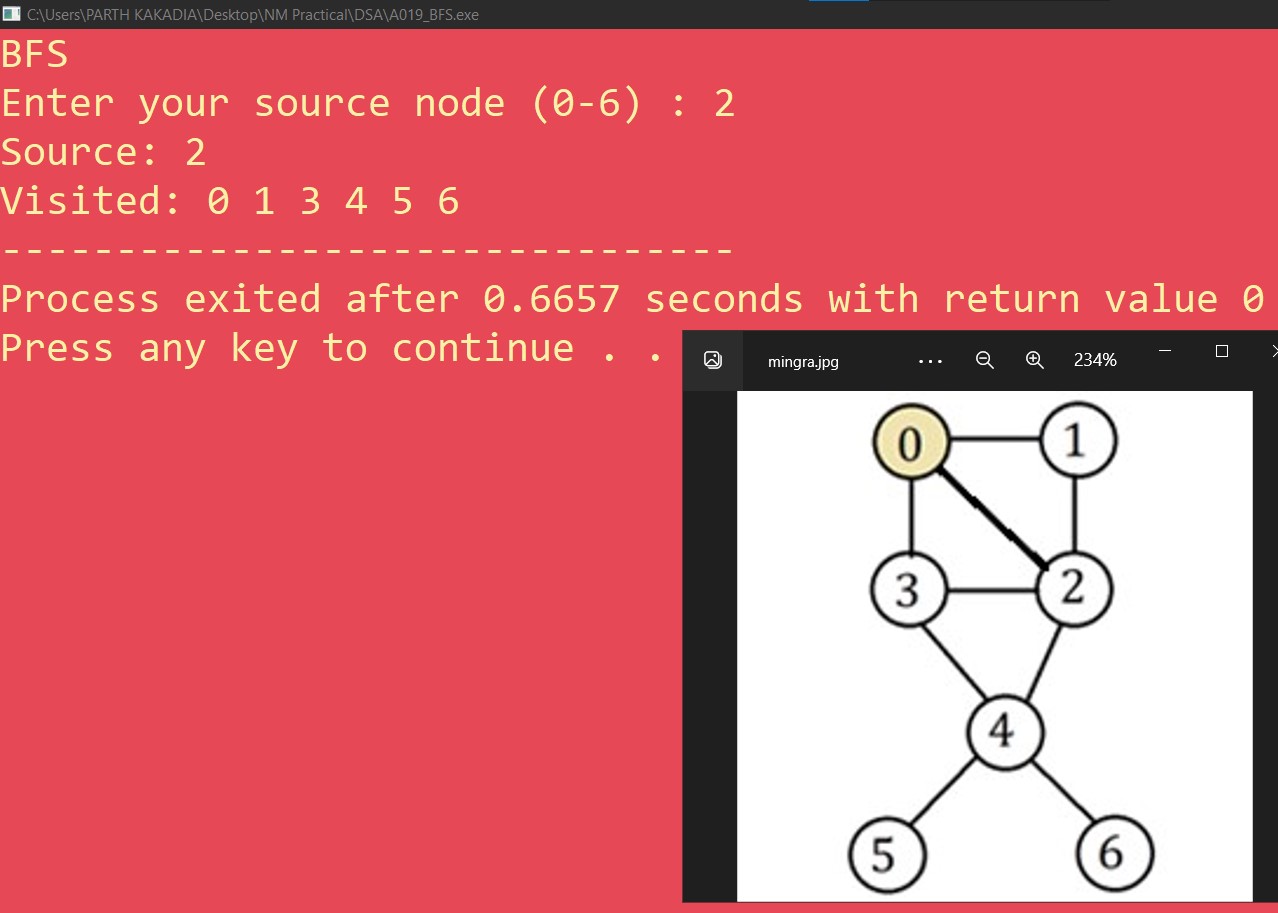 C:\Users\PARTH KAKADIA\Desktop\NM Practical\DSA\A019_BFS.exe
BFS
Enter your source node (0-6) : 2
Source: 2
Visited: 0 1 3 4 5 6
--------------------------------
Process exited after 0.6657 seconds with return value 0
Press any key to continue . .
mingra.jpg
234%
0 1
3 2
4
5 6